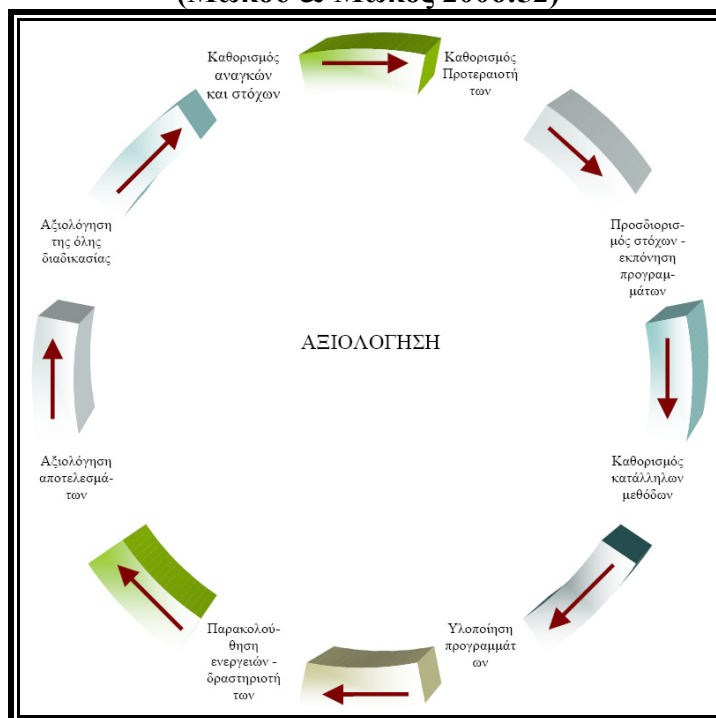 Καθορισμός
αναγκών
και στόχων
Καθορισμός
Προτεραιοτή
των
Προσδιορισ-
μός στόχων -
εκπόνηση
προγραμ-
μάτων
Καθορισμός
κατάλληλων
μεθόδων
Υλοποίηση
προγραμμάτ
ων
Παρακολού-
θηση
ενεργειών -
δραστηριοτή
των
Αξιολόγηση
αποτελεσμά-
των
Αξιολόγηση
της όλης
διαδικασίας
ΑΞΙΟΛΟΓΗΣΗ